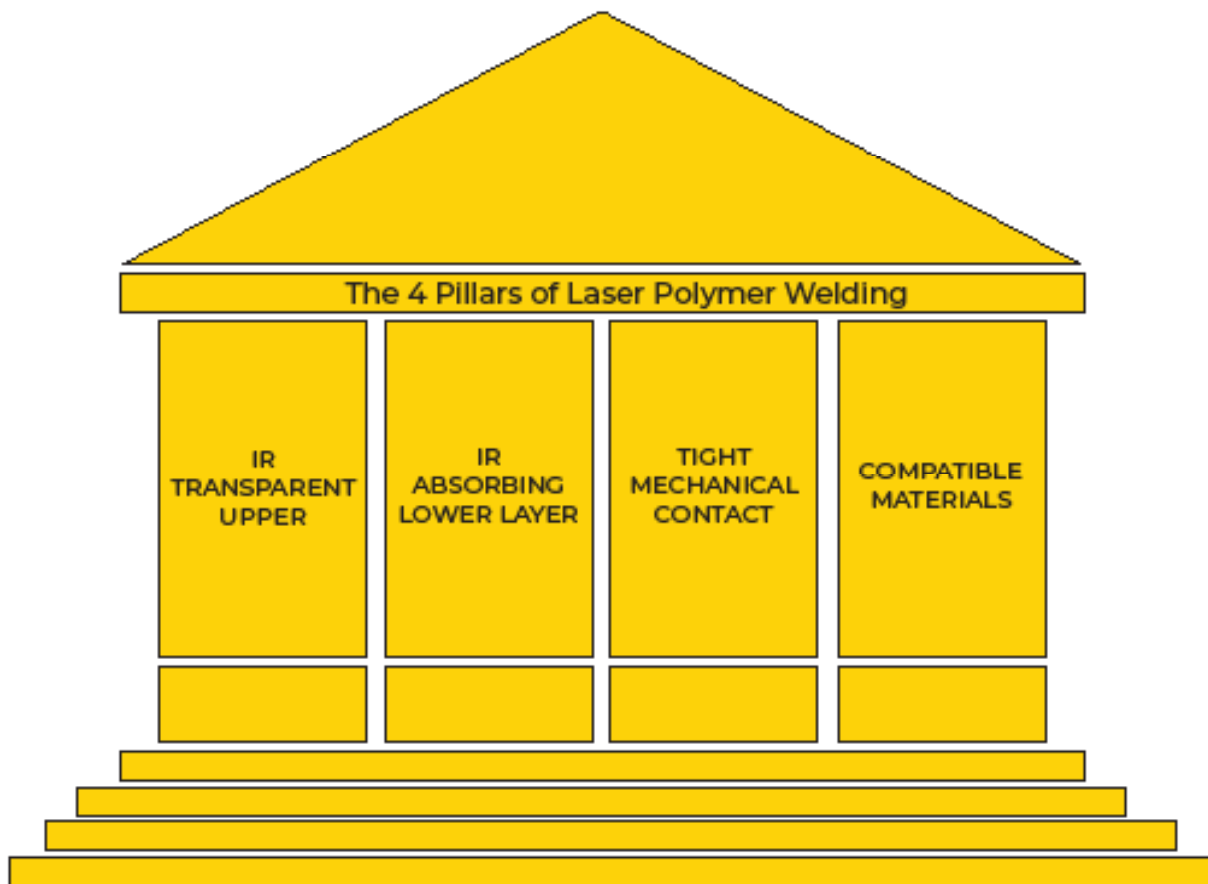 The 4 Pillars of Laser Polymer Welding
IR
TRANSPARENT
UPPER
IR
ABSORBING
LOWER LAYER
TIGHT
MECHANICAL
CONTACT
COMPATIBLE
MATERIALS